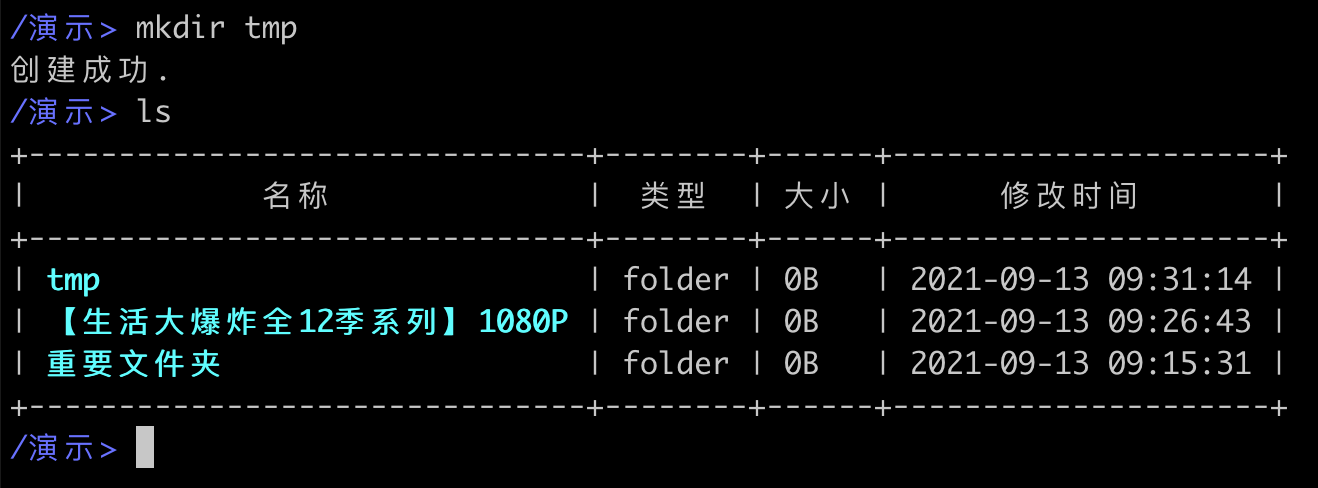 /演示> mkdir tmp
创建成功.
/演示> ls
+-------------------------------+--------+------+---------------------+
| 名称 | 类型 | 大小 | 修改时间 |
+-------------------------------+--------+------+---------------------+
| tmp | folder | 0B | 2021-09-13 09:31:14 |
| 【生活大爆炸全12季系列】1080P | folder | 0B | 2021-09-13 09:26:43 |
| 重要文件夹 | folder | 0B | 2021-09-13 09:15:31 |
+-------------------------------+--------+------+---------------------+
/演示>